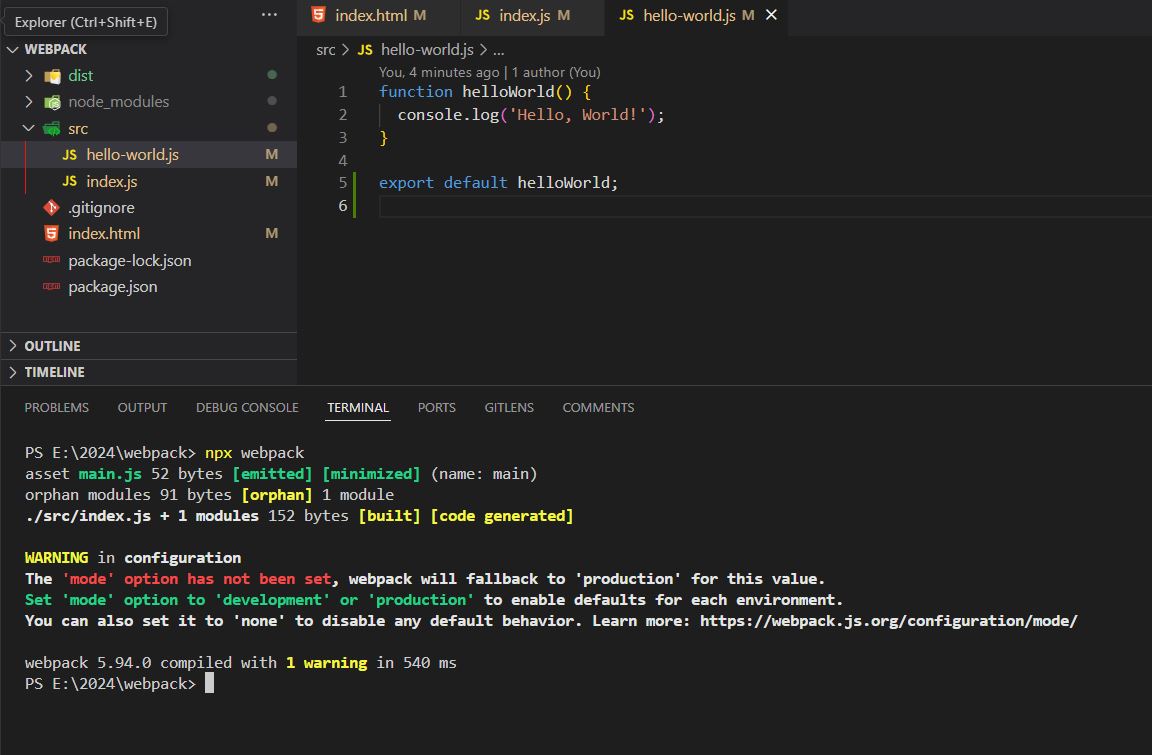 Explorer (Ctrl+Shift+E)
...
index.html M
JS index.js M
JS hello-world.js M
WEBPACK
dist
node_modules
src
JS hello-world.js M
JS index.js M
.gitignore
index.html M
package-lock.json
package.json
OUTLINE
TIMELINE
src > JS hello-world.js > ...
You, 4 minutes ago | 1 author (You)
1 function helloWorld() {
2 console.log('Hello, World!');
3 }
4
5 export default helloWorld;
6
PROBLEMS OUTPUT DEBUG CONSOLE TERMINAL PORTS GITLENS COMMENTS
PS E:\2024\webpack> npx webpack
asset main.js 52 bytes [emitted] [minimized] (name: main)
orphan modules 91 bytes [orphan] 1 module
./src/index.js + 1 modules 152 bytes [built] [code generated]
WARNING in configuration
The 'mode' option has not been set, webpack will fallback to 'production' for this value.
Set 'mode' option to 'development' or 'production' to enable defaults for each environment.
You can also set it to 'none' to disable any default behavior. Learn more: https://webpack.js.org/configuration/mode/
webpack 5.94.0 compiled with 1 warning in 540 ms
PS E:\2024\webpack>